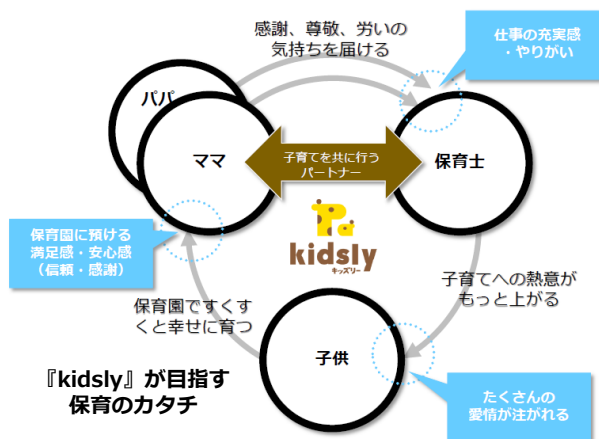 感謝、尊敬、労いの
気持ちを届ける
仕事の充実感
・やりがい
パパ
ママ
子育てを共に行う
パートナー
保育士
保育園に預ける
満足感・安心感
（信頼・感謝）
kidsly
キッズリー
子育てへの熱意が
もっと上がる
保育園ですくす
くと幸せに育つ
子供
『kidsly』が目指す
保育のカタチ
たくさんの
愛情が注がれる